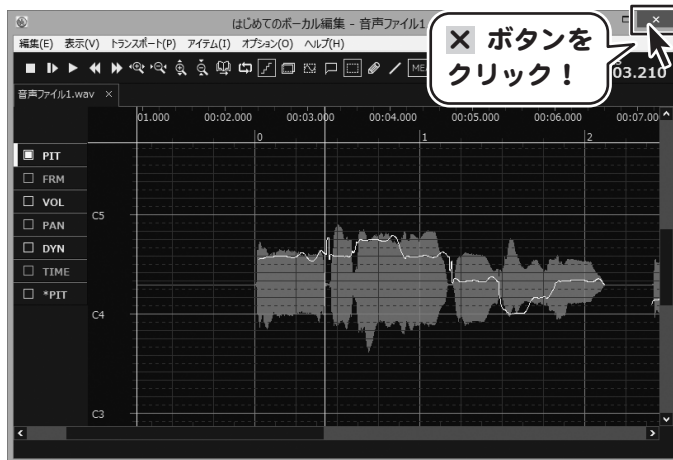 はじめてのボーカル編集 - 音声ファイル1
編集(E) 表示(V) トランスポート(P) アイテム(I) オプション(O) ヘルプ(H)
× ボタンを
クリック！
03.210
音声ファイル1.wav ×
01.000 00:02.000 00:03.000 00:04.000 00:05.000 00:06.000 00:07.00
0 1 2
PIT
FRM
VOL
PAN
DYN
TIME
*PIT
C5
C4
C3